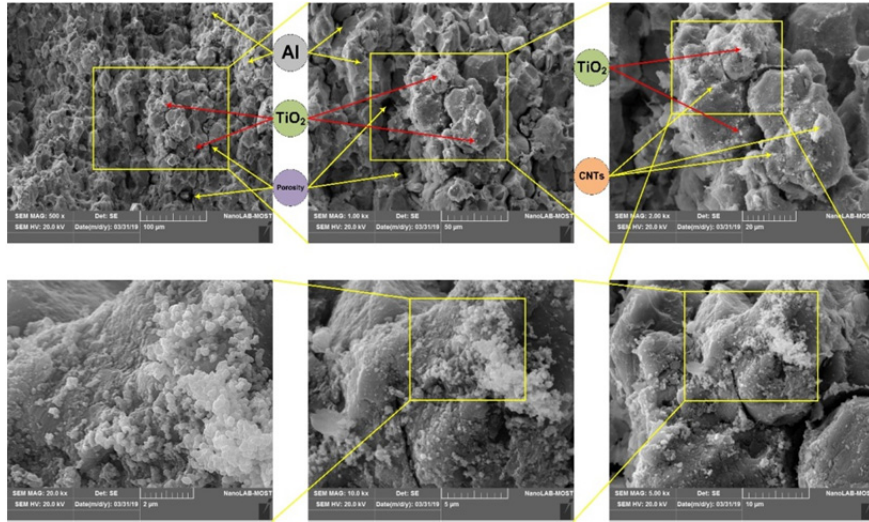 Al
TiO2
Porosity
TiO2
CNTs
SEM MAG: 500 x Det: SE NanoLAB-MOST
SEM HV: 20.0 kV Date(m/d/y): 03/31/19 100 µm
SEM MAG: 1.00 kx Det: SE NanoLAB-MOST
SEM HV: 20.0 kV Date(m/d/y): 03/31/19 50 µm
SEM MAG: 2.00 kx Det: SE NanoLAB-MOST
SEM HV: 20.0 kV Date(m/d/y): 03/31/19 20 µm
SEM MAG: 20.0 kx Det: SE NanoLAB-MOST
SEM HV: 20.0 kV Date(m/d/y): 03/31/19 2 µm
SEM MAG: 10.0 kx Det: SE NanoLAB-MOST
SEM HV: 20.0 kV Date(m/d/y): 03/31/19 5 µm
SEM MAG: 5.00 kx Det: SE NanoLAB-MOST
SEM HV: 20.0 kV Date(m/d/y): 03/31/19 10 µm